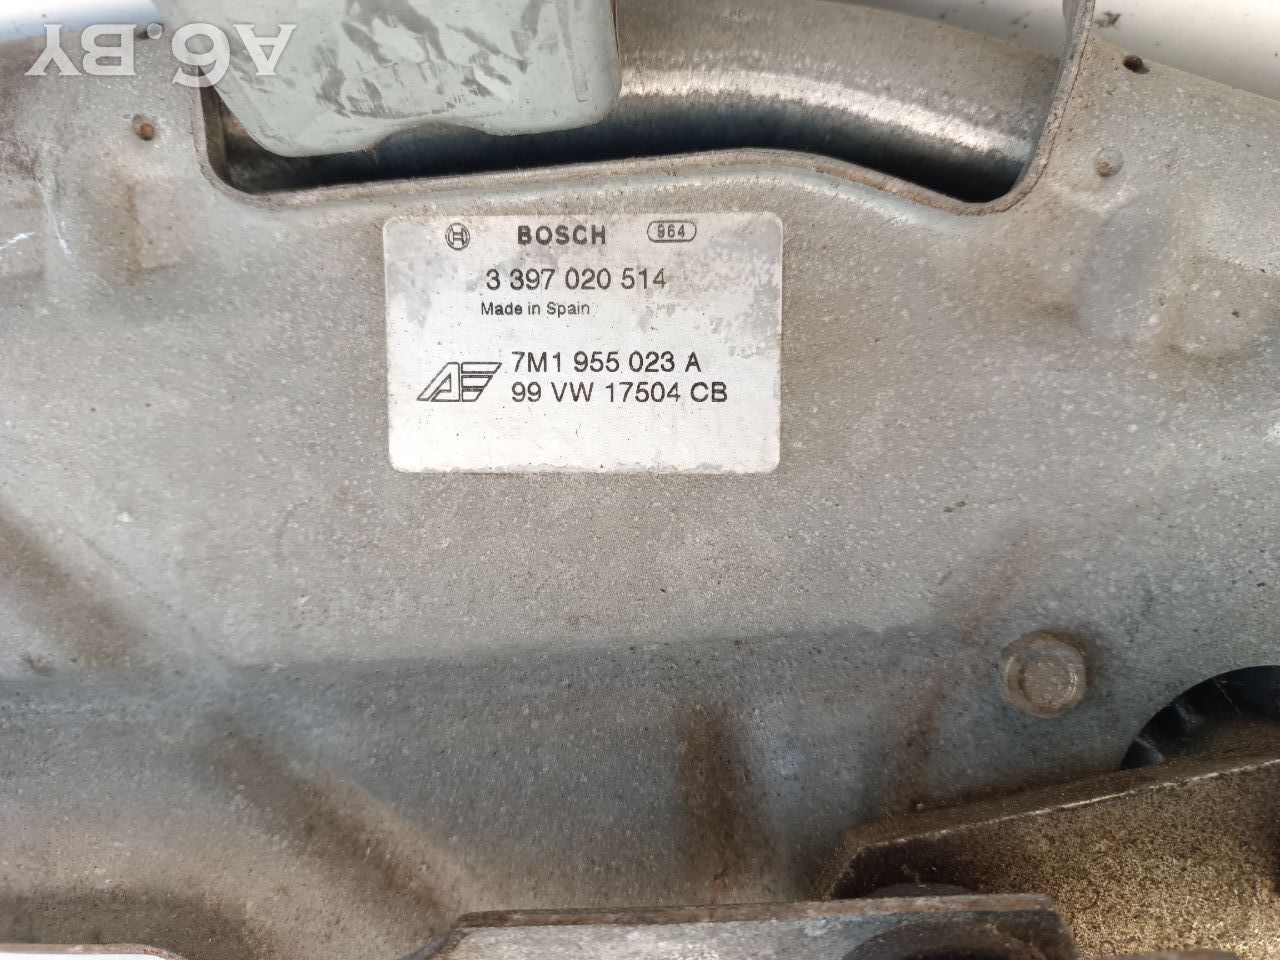 A6.BY
BOSCH 964
3 397 020 514
Made in Spain
7M1 955 023 A
99 VW 17504 CB